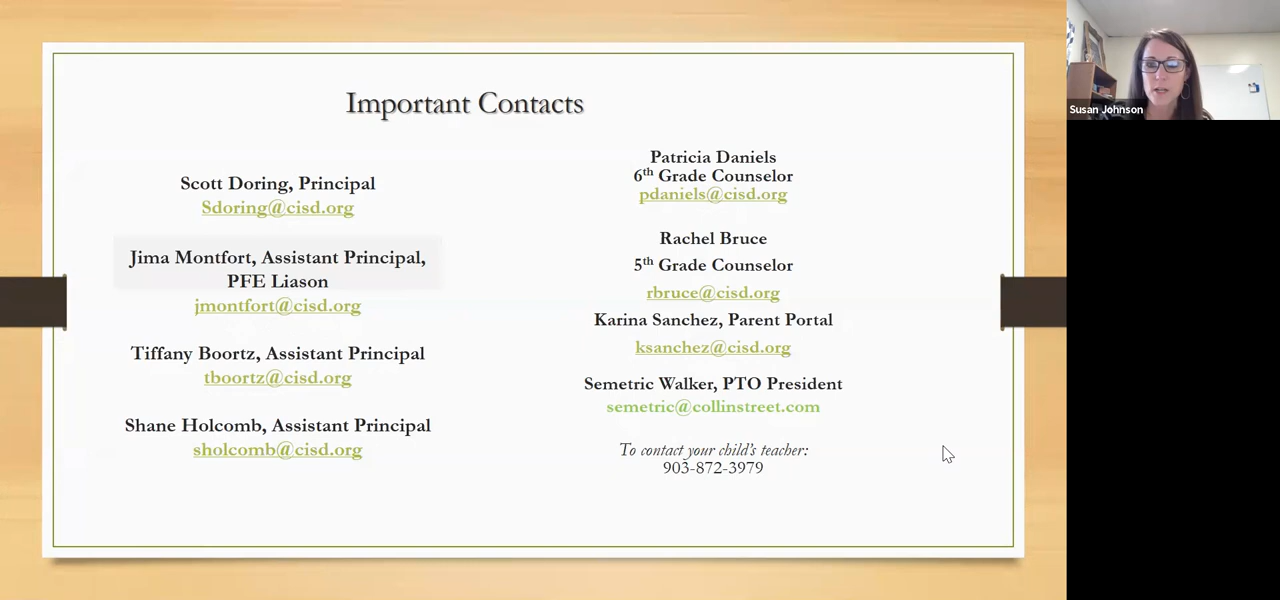 Important Contacts
Scott Doring, Principal
Sdoring@cisd.org
Jima Montfort, Assistant Principal,
PFE Liason
jmontfort@cisd.org
Tiffany Boortz, Assistant Principal
tboortz@cisd.org
Shane Holcomb, Assistant Principal
sholcomb@cisd.org
Patricia Daniels
6th Grade Counselor
pdaniels@cisd.org
Rachel Bruce
5th Grade Counselor
rbruce@cisd.org
Karina Sanchez, Parent Portal
ksanchez@cisd.org
Semetric Walker, PTO President
semetric@collinstreet.com
To contact your child's teacher:
903-872-3979
Susan Johnson